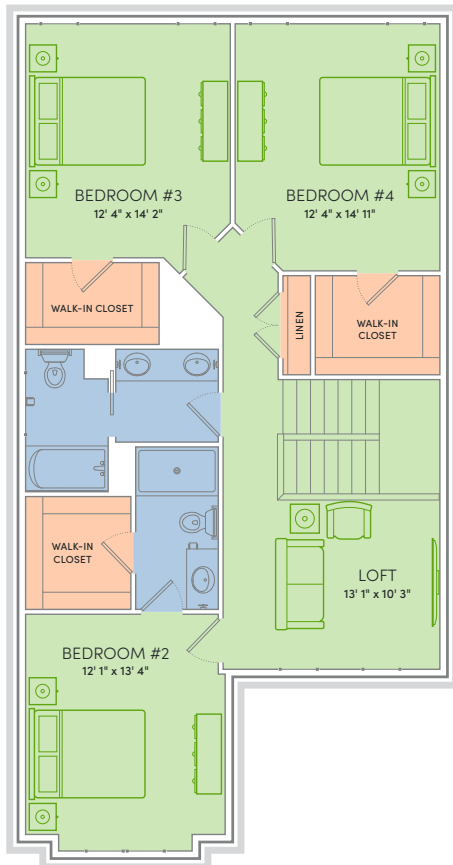 BEDROOM #3
12' 4" x 14' 2"
BEDROOM #4
12' 4" x 14' 11"
WALK-IN CLOSET
LINEN
WALK-IN
CLOSET
WALK-IN
CLOSET
LOFT
13' 1" x 10' 3"
BEDROOM #2
12' 1" x 13' 4"